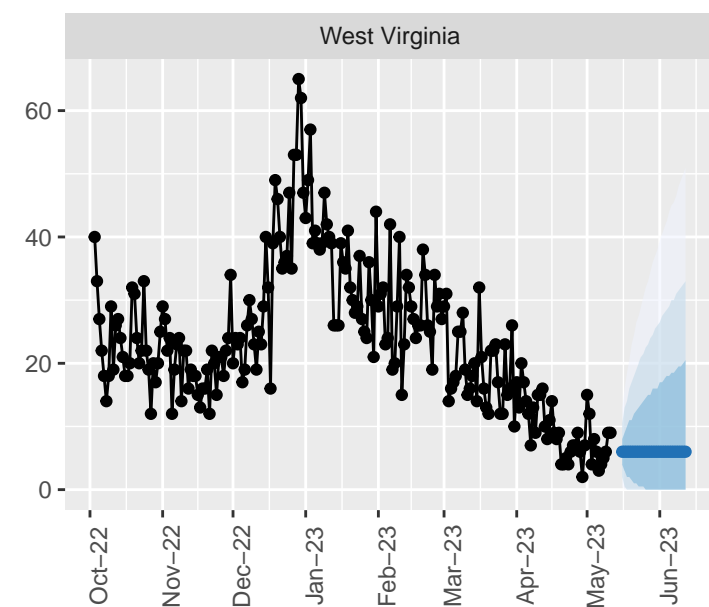 West Virginia
60
40
20
0
Oct−22
Nov−22
Dec−22
Jan−23
Feb−23
Mar−23
Apr−23
May−23
Jun−23